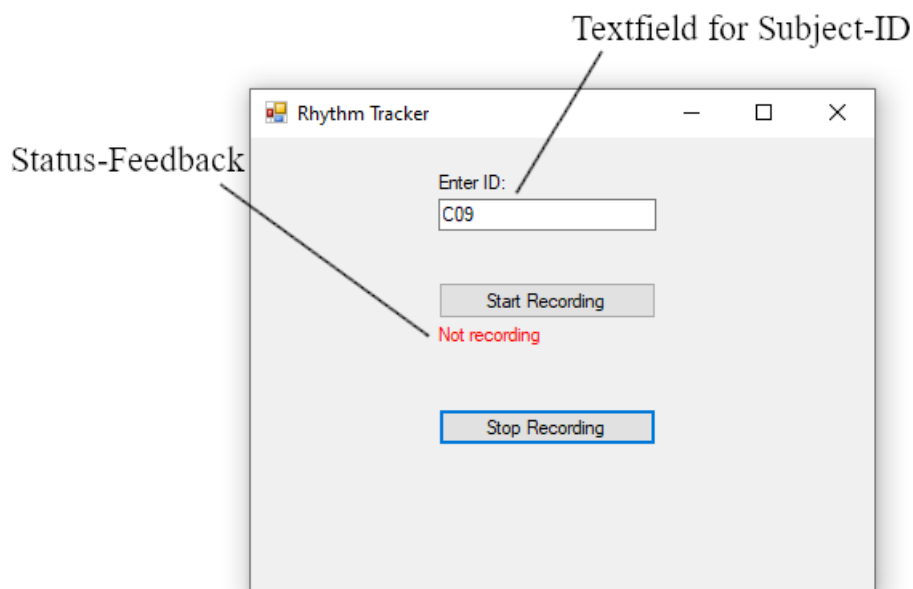 Textfield for Subject-ID
Rhythm Tracker
Status-Feedback
Enter ID:
C09
Start Recording
Not recording
Stop Recording